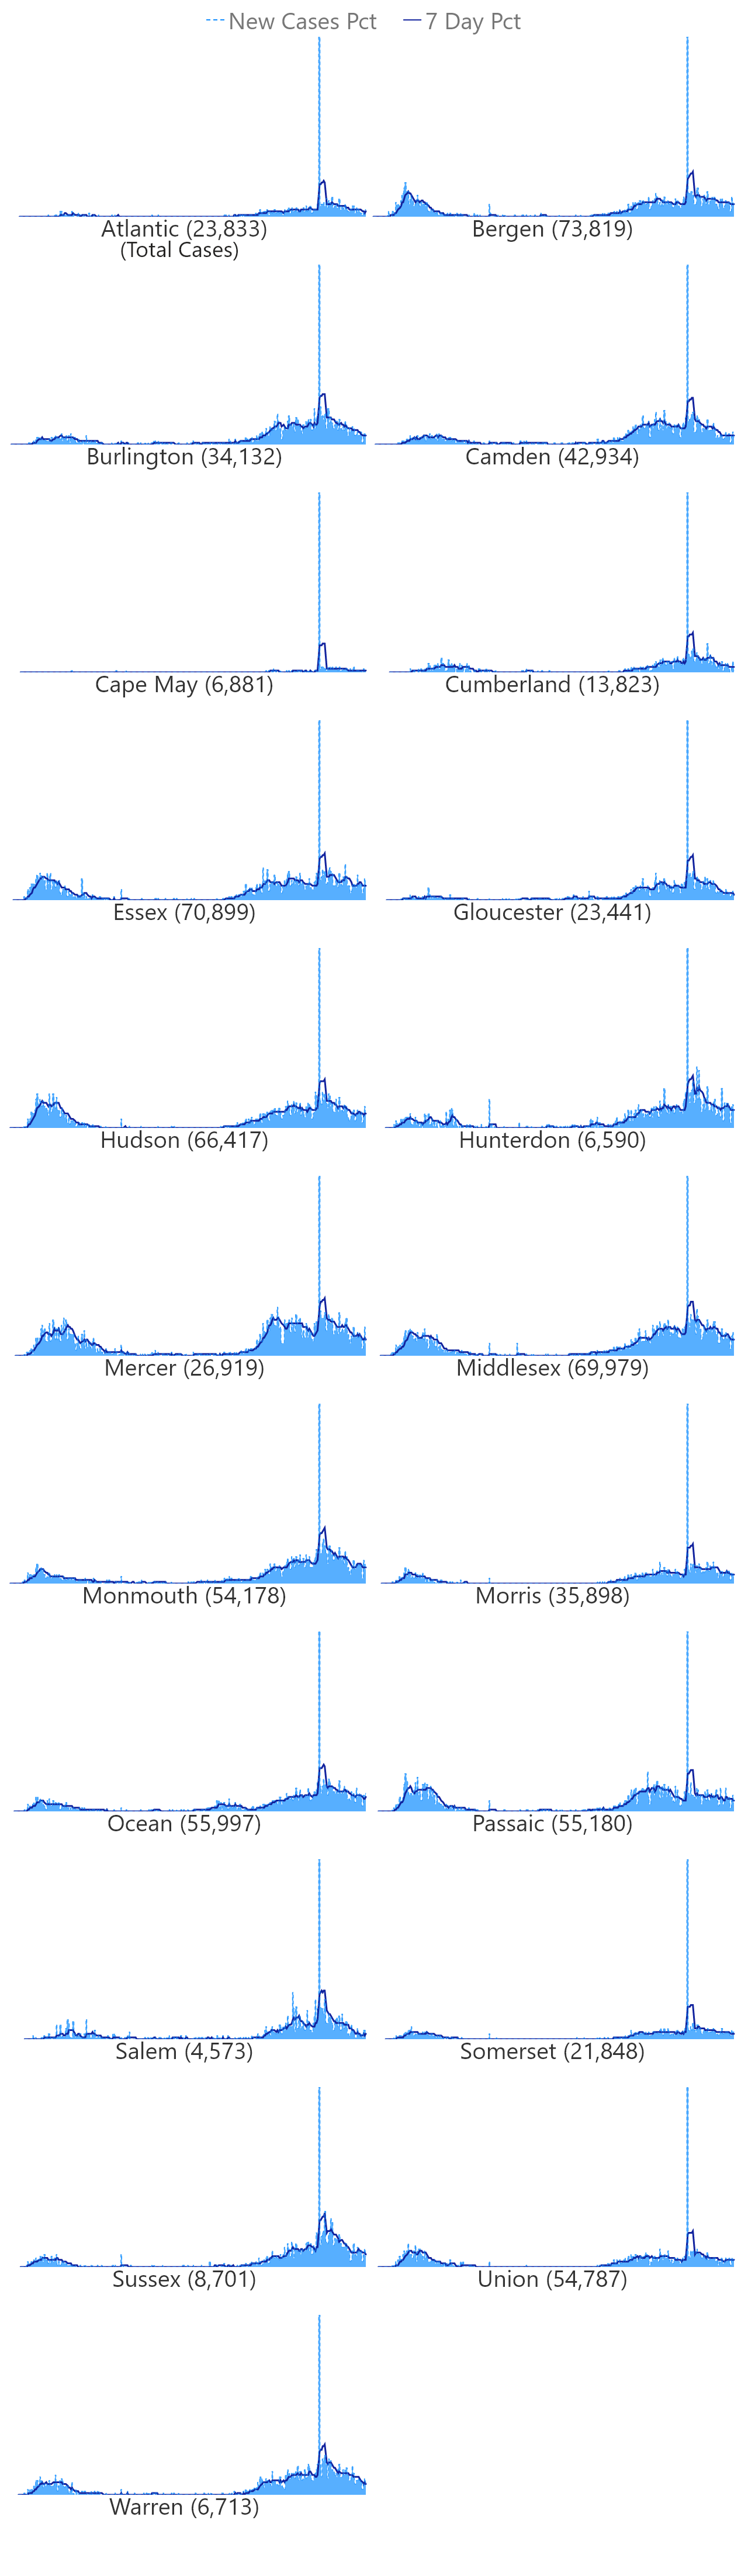 New Cases Pct 7 Day Pct
Atlantic (23,833) Bergen (73,819)
(Total Cases)
Burlington (34,132) Camden (42,934)
Cape May (6,881) Cumberland (13,823)
Essex (70,899) Gloucester (23,441)
Hudson (66,417) Hunterdon (6,590)
Mercer (26,919) Middlesex (69,979)
Monmouth (54,178) Morris (35,898)
Ocean (55,997) Passaic (55,180)
Salem (4,573) Somerset (21,848)
Sussex (8,701) Union (54,787)
Warren (6,713)